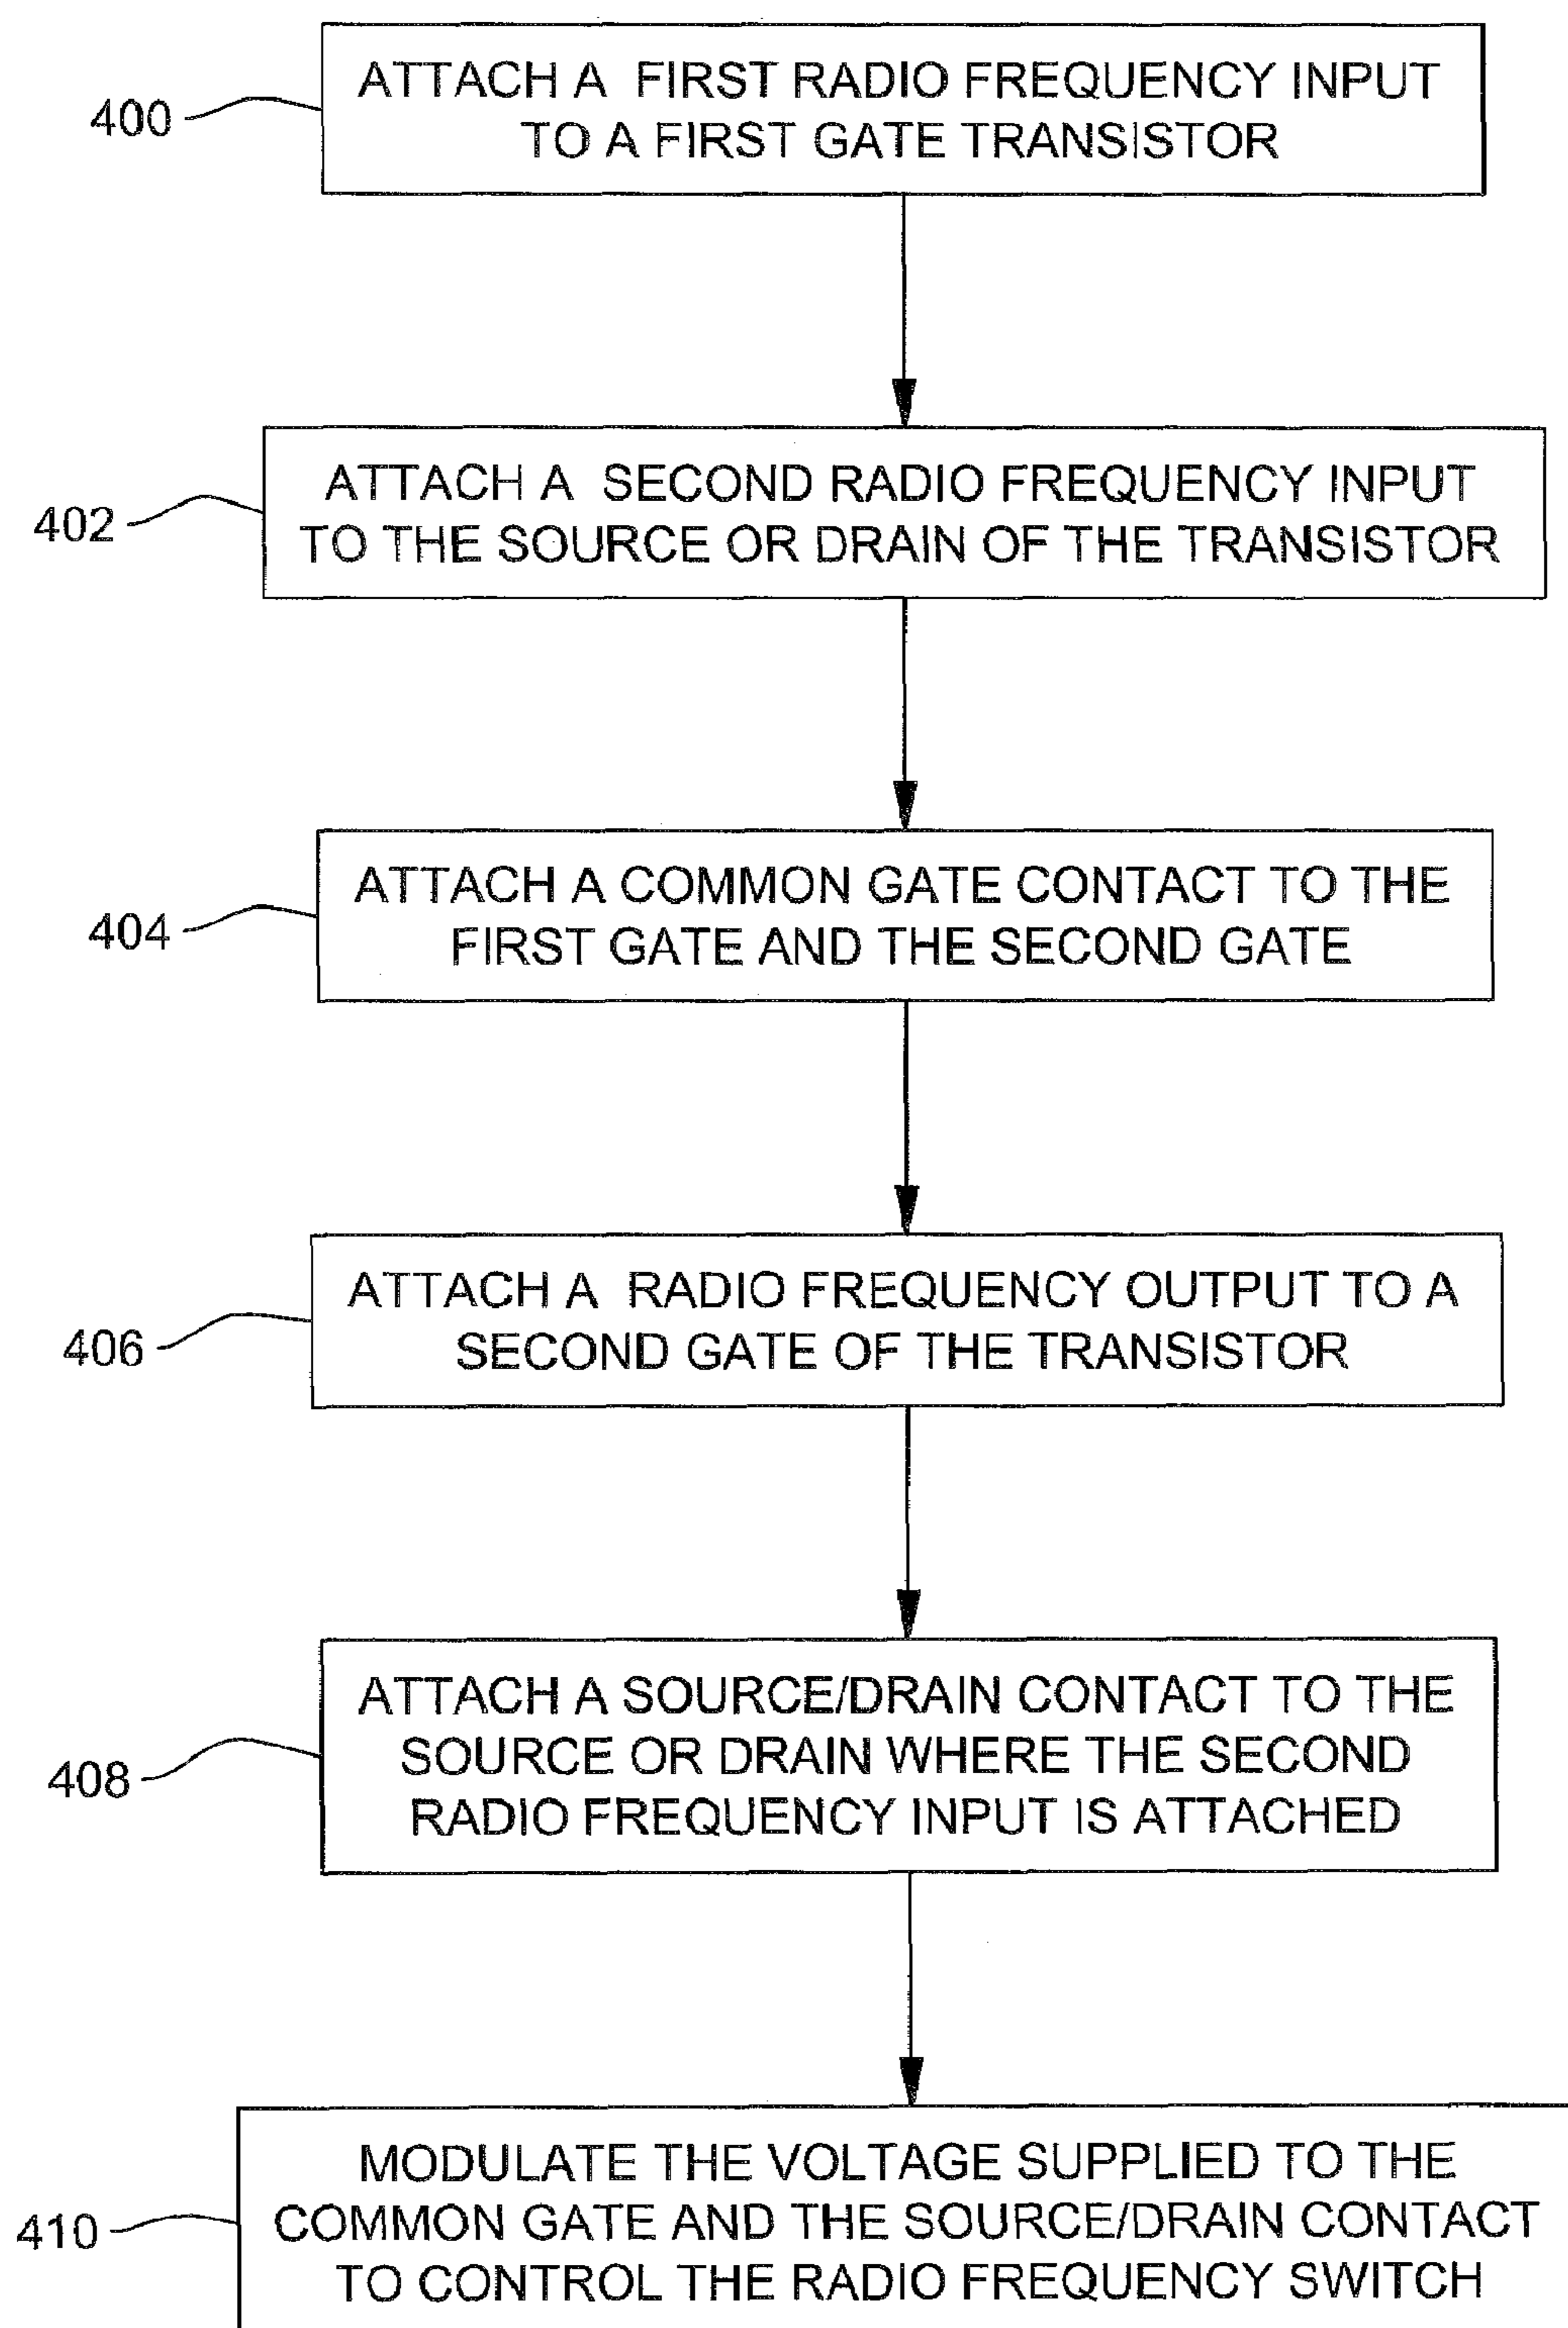 400
ATTACH A FIRST RADIO FREQUENCY INPUT
TO A FIRST GATE TRANSISTOR
402
ATTACH A SECOND RADIO FREQUENCY INPUT
TO THE SOURCE OR DRAIN OF THE TRANSISTOR
404
ATTACH A COMMON GATE CONTACT TO THE
FIRST GATE AND THE SECOND GATE
406
ATTACH A RADIO FREQUENCY OUTPUT TO A
SECOND GATE OF THE TRANSISTOR
408
ATTACH A SOURCE/DRAIN CONTACT TO THE
SOURCE OR DRAIN WHERE THE SECOND
RADIO FREQUENCY INPUT IS ATTACHED
410
MODULATE THE VOLTAGE SUPPLIED TO THE
COMMON GATE AND THE SOURCE/DRAIN CONTACT
TO CONTROL THE RADIO FREQUENCY SWITCH